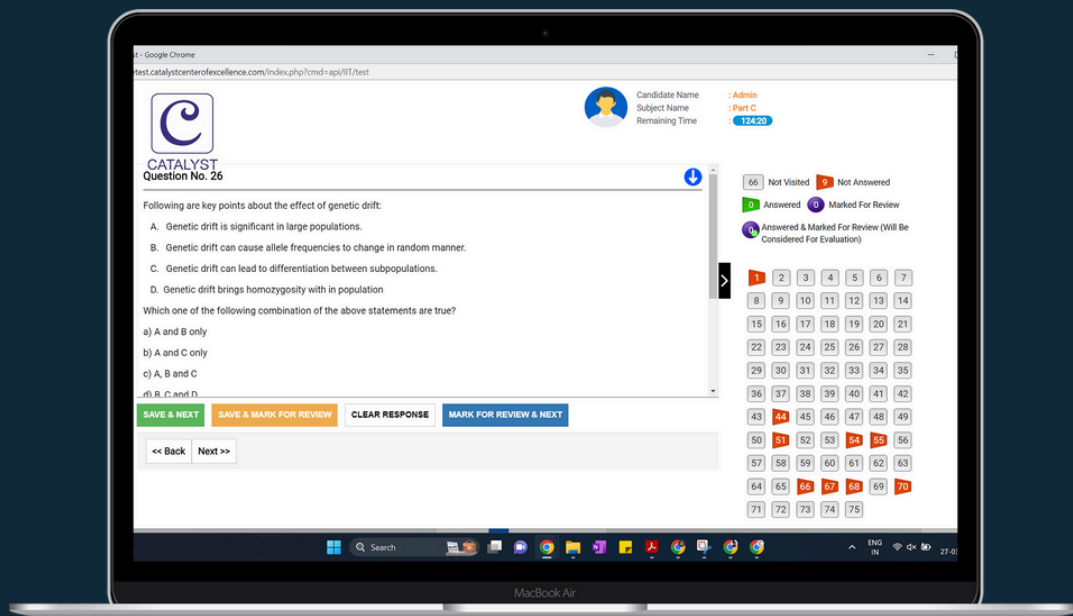 st - Google Chrome
etest.catalystcenterofexcellence.com/index.php?cmd=api/IIT/test
C
CATALYST
Candidate Name : Admin
Subject Name : Part C
Remaining Time : 124:20
Question No. 26
Following are key points about the effect of genetic drift:
A. Genetic drift is significant in large populations.
B. Genetic drift can cause allele frequencies to change in random manner.
C. Genetic drift can lead to differentiation between subpopulations.
D. Genetic drift brings homozygosity with in population
Which one of the following combination of the above statements are true?
a) A and B only
b) A and C only
c) A, B and C
d) B, C and D
SAVE & NEXT SAVE & MARK FOR REVIEW CLEAR RESPONSE MARK FOR REVIEW & NEXT
<< Back Next >>
66 Not Visited 9 Not Answered
0 Answered 0 Marked For Review
0 Answered & Marked For Review (Will Be
Considered For Evaluation)
1 2 3 4 5 6 7
8 9 10 11 12 13 14
15 16 17 18 19 20 21
22 23 24 25 26 27 28
29 30 31 32 33 34 35
36 37 38 39 40 41 42
43 44 45 46 47 48 49
50 51 52 53 54 55 56
57 58 59 60 61 62 63
64 65 66 67 68 69 70
71 72 73 74 75
Search
ENG
IN
27-0
MacBook Air